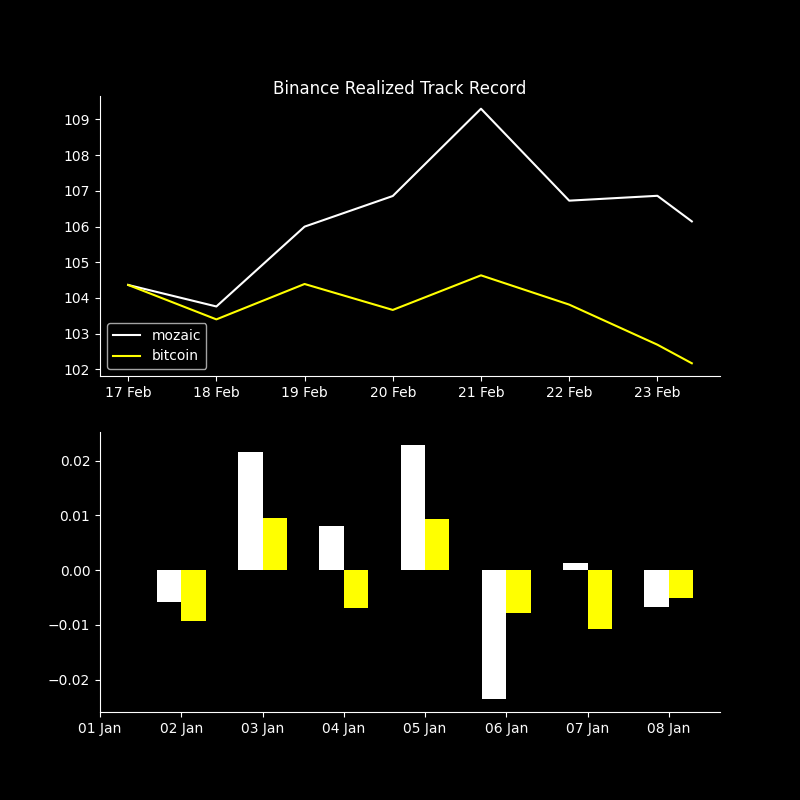 Binance Realized Track Record
109
108
107
106
105
104
103
102
mozaic
bitcoin
17 Feb 18 Feb 19 Feb 20 Feb 21 Feb 22 Feb 23 Feb
0.02
0.01
0.00
−0.01
−0.02
01 Jan 02 Jan 03 Jan 04 Jan 05 Jan 06 Jan 07 Jan 08 Jan